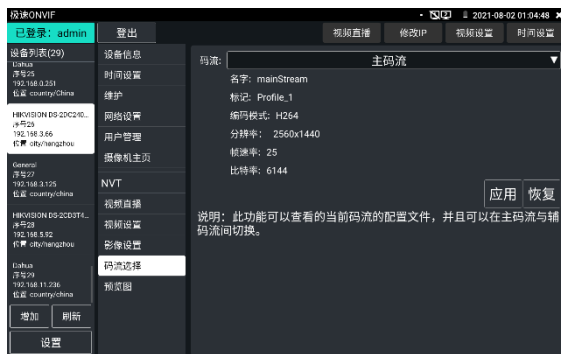 极速ONVIF
2021-08-02 01:04:48
已登录: admin
登出
视频直播
修改IP
视频设置
时间设置
设备列表(29)
Dahua
序号25
192.168.0.251
位置 country/China
HIKVISION DS-2DC240...
序号26
192.168.3.66
位置 city/hangzhou
General
序号27
192.168.3.125
位置 country/china
HIKVISION DS-2CD3T4...
序号28
192.168.5.92
位置 city/hangzhou
Dahua
序号29
192.168.11.236
位置 country/china
增加
刷新
设置
设备信息
时间设置
维护
网络设置
用户管理
摄像机主页
NVT
视频直播
视频设置
影像设置
码流选择
预览图
码流:
主码流
名字: mainStream
标记: Profile_1
编码模式: H264
分辨率: 2560x1440
帧速率: 25
比特率: 6144
应用
恢复
说明: 此功能可以查看的当前码流的配置文件，并且可以在主码流与辅
码流间切换。